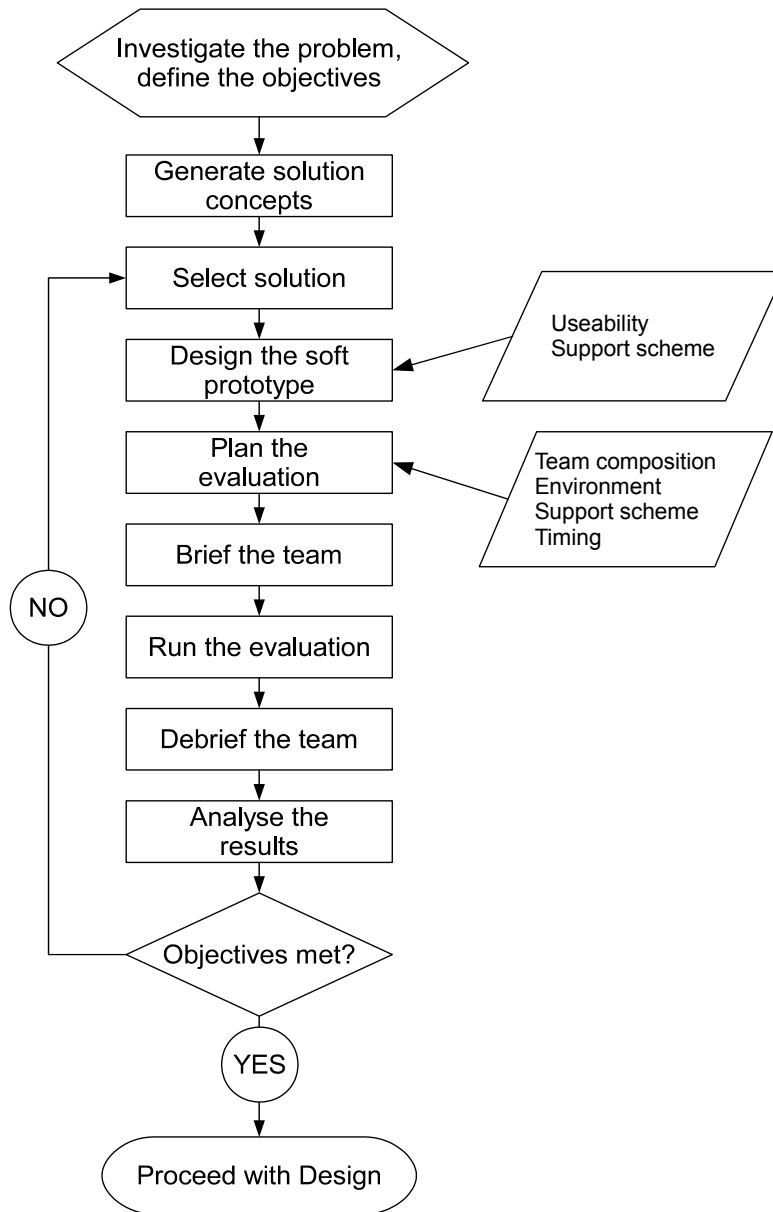 Investigate the problem,
define the objectives
Generate solution
concepts
Select solution
Useability
Support scheme
Design the soft
prototype
Plan the
evaluation
Team composition
Environment
Support scheme
Timing
Brief the team
NO
Run the evaluation
Debrief the team
Analyse the
results
Objectives met?
YES
Proceed with Design